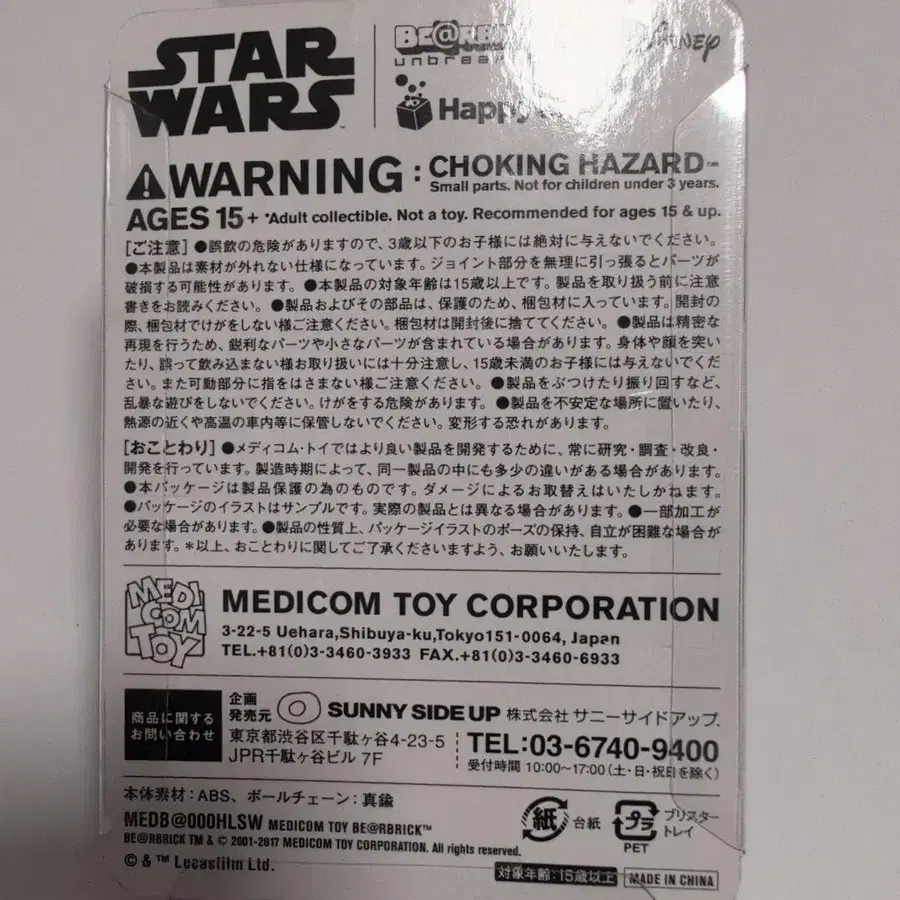 STAR WARS™
BE@RB
unbrea
Disney
Happy
WARNING : CHOKING HAZARD-
Small parts. Not for children under 3 years.
AGES 15+ *Adult collectible. Not a toy. Recommended for ages 15 & up.
[ご注意] ●誤飲の危険がありますので、3歳以下のお子様には絶対に与えないでください。
●本製品は素材が外れない仕様になっています。ジョイント部分を無理に引っ張るとパーツが
破損する可能性があります。●本製品の対象年齢は15歳以上です。製品を取り扱う前に注意
書きをお読みください。●製品およびその部品は、保護のため、梱包材に入っています。開封の
際、梱包材でけがをしない様ご注意ください。梱包材は開封後に捨ててください。●製品は精密な
再現を行うため、鋭利なパーツや小さなパーツが含まれている場合があります。身体や顔を突い
たり、誤って飲み込まない様お取り扱いには十分注意し、15歳未満のお子様には与えないでくだ
さい。また可動部分に指をはさまない様ご注意ください。●製品をぶつけたり振り回すなど、
乱暴な遊びをしないでください。けがをする危険があります。●製品を不安定な場所に置いたり、
熱源の近くや高温の車内等に保管しないでください。変形する恐れがあります。
[おことわり] ●メディコム・トイではより良い製品を開発するために、常に研究・調査・改良・
開発を行っています。製造時期によって、同一製品の中にも多少の違いがある場合があります。
●本パッケージは製品保護の為のものです。ダメージによるお取替えはいたしかねます。
●パッケージのイラストはサンプルです。実際の製品とは異なる場合があります。●一部加工が
必要な場合があります。●製品の性質上、パッケージイラストのポーズの保持、自立が困難な場合が
あります。*以上、おことわりに関してご了承くださいますよう、お願いいたします。
MEDICOM TOY
MEDICOM TOY CORPORATION
3-22-5 Uehara,Shibuya-ku,Tokyo151-0064, Japan
TEL.+81(0)3-3460-3933 FAX.+81(0)3-3460-6933
商品に関する
お問い合わせ
企画
発売元
SUNNY SIDE UP 株式会社 サニーサイドアップ.
東京都渋谷区千駄ヶ谷4-23-5
JPR千駄ヶ谷ビル 7F
TEL:03-6740-9400
受付時間 10:00〜17:00(土・日・祝日を除く)
本体素材:ABS、ボールチェーン:真鍮
MEDB@000HLSW MEDICOM TOY BE@RBRICK™
BE@RBRICK TM & © 2001-2017 MEDICOM TOY CORPORATION. All rights reserved.
© & ™ Lucasfilm Ltd.
紙 台紙
プラ
PET
ブリスター
トレイ
対象年齢:15歳以上
MADE IN CHINA